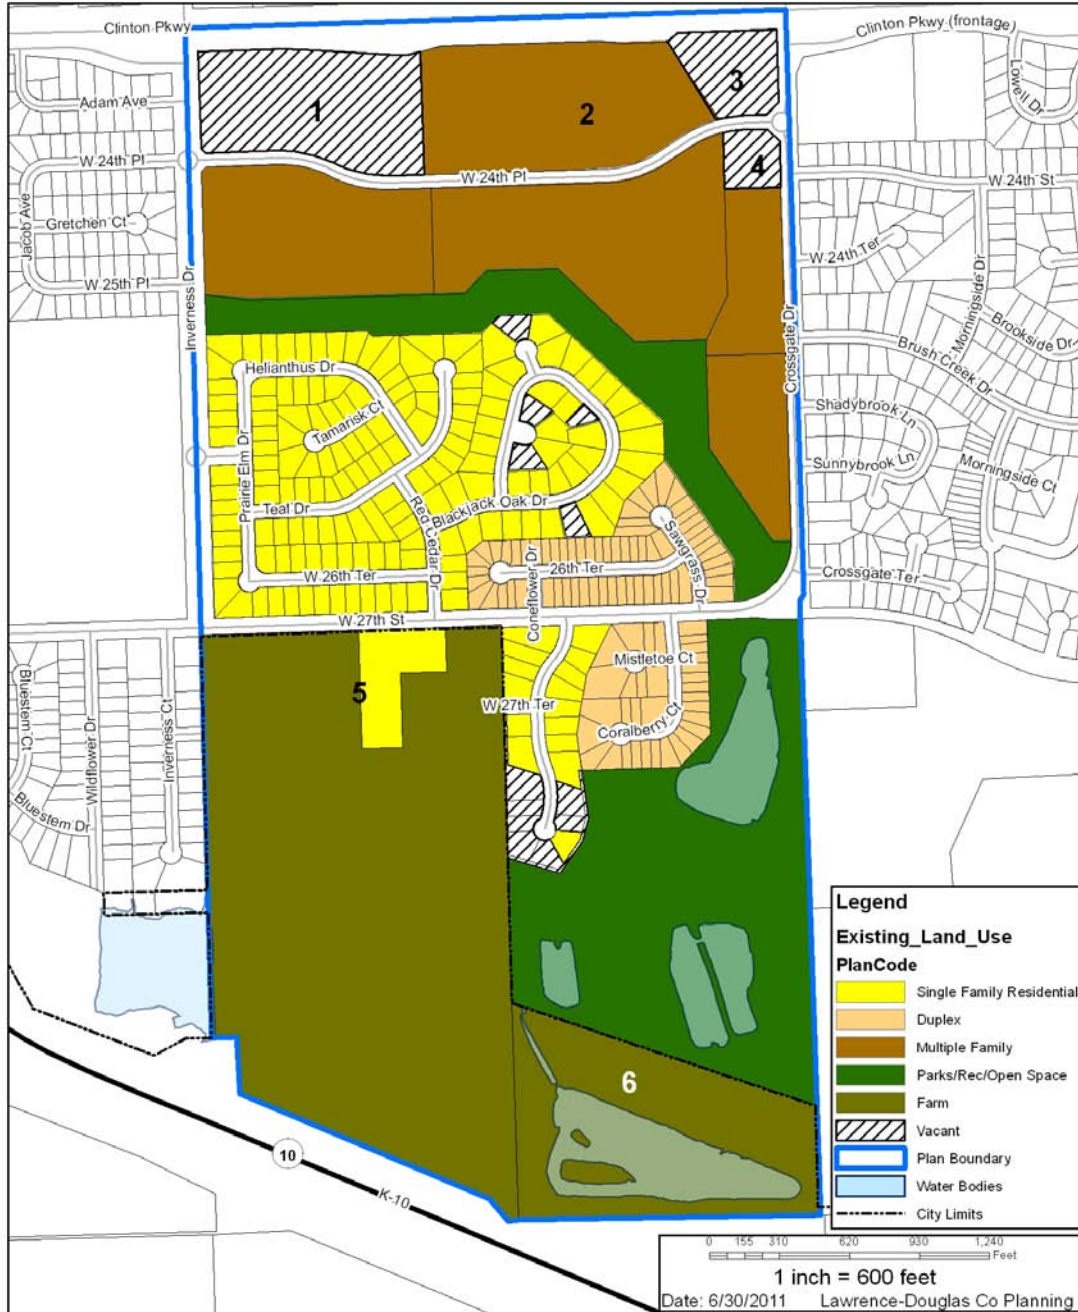 Clinton Pkwy
Clinton Pkwy (frontage)
Lowell Dr
Adam Ave
1
2
3
4
W 24th Pl
W 24th Pl
W 24th St
Jacob Ave
Gretchen Ct
W 24th Ter
W 25th Pl
Inverness Dr
Crossgate Dr
Morningside Dr
Brookside Dr
Brush Creek Dr
Helianthus Dr
Tamarisk Ct
Shadybrook Ln
Sunnybrook Ln
Morningside Ct
Prairie Elm Dr
Teal Dr
Red Cedar Dr
Blackjack Oak Dr
Sawgrass Dr
W 26th Ter
26th Ter
Coneflower Dr
Crossgate Ter
W 27th St
Mistletoe Ct
5
W 27th Ter
Coralberry Ct
Bluestem Ct
Wildflower Dr
Inverness Ct
Bluestem Dr
6
10
K-10
Legend
Existing_Land_Use
PlanCode
Single Family Residential
Duplex
Multiple Family
Parks/Rec/Open Space
Farm
Vacant
Plan Boundary
Water Bodies
City Limits
0 155 310 620 930 1,240
Feet
1 inch = 600 feet
Date: 6/30/2011 Lawrence-Douglas Co Planning